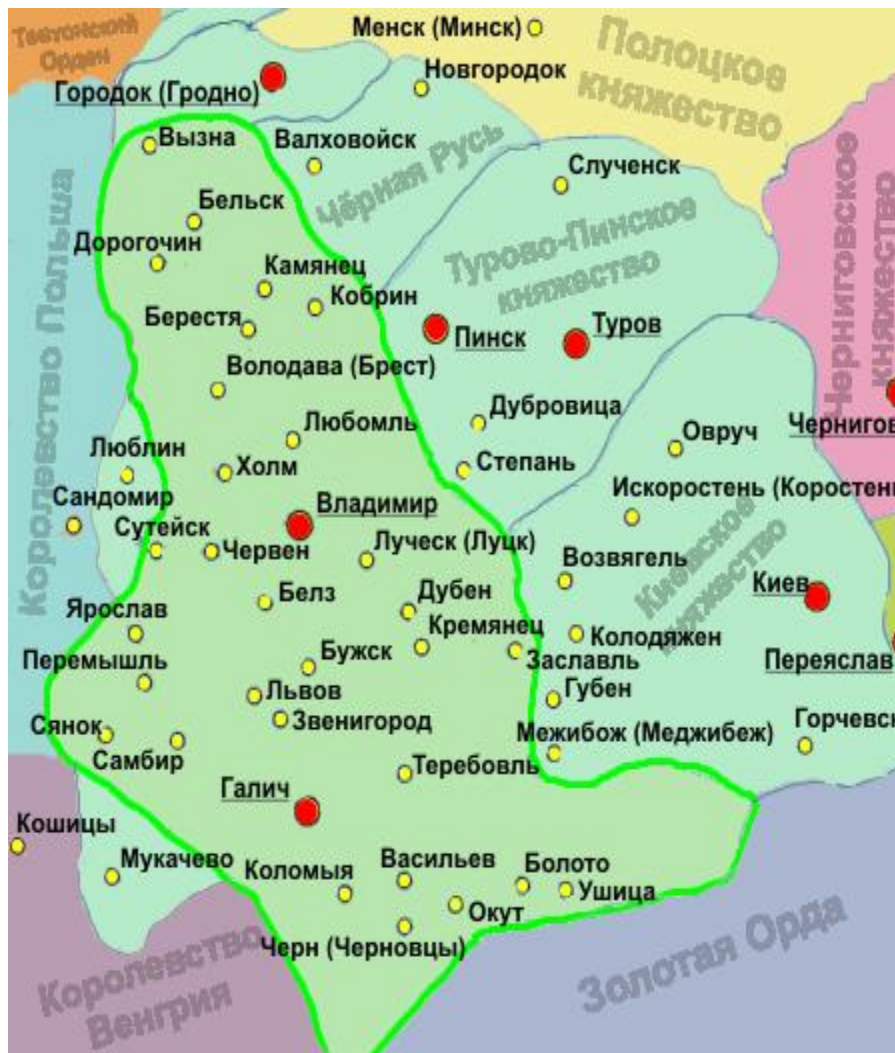 Тевтонский
Орден
Менск (Минск)
Полоцкое
княжество
Городок (Гродно)
Новгородок
Вызна
Валховойск
Чёрная Русь
Слученск
Черниговское
княжество
Королевство Польша
Бельск
Дорогочин
Турово-Пинское
княжество
Камянец
Кобрин
Берестя
Пинск
Туров
Володава (Брест)
Чернигов
Дубровица
Любомль
Овруч
Люблин
Холм
Степань
Сандомир
Владимир
Искоростень (Коростень
Сутейск
Червен
Луческ (Луцк)
Возвягель
Киевское
княжество
Киев
Белз
Дубен
Ярослав
Кремянец
Колодяжен
Перемышль
Бужск
Заславль
Переяслав
Львов
Губен
Звенигород
Сянок
Самбир
Межибож (Меджибеж)
Горчевск
Теребовль
Галич
Кошицы
Мукачево
Коломыя
Васильев
Болото
Ушица
Окут
Черн (Черновцы)
Королевство
Венгрия
Золотая Орда